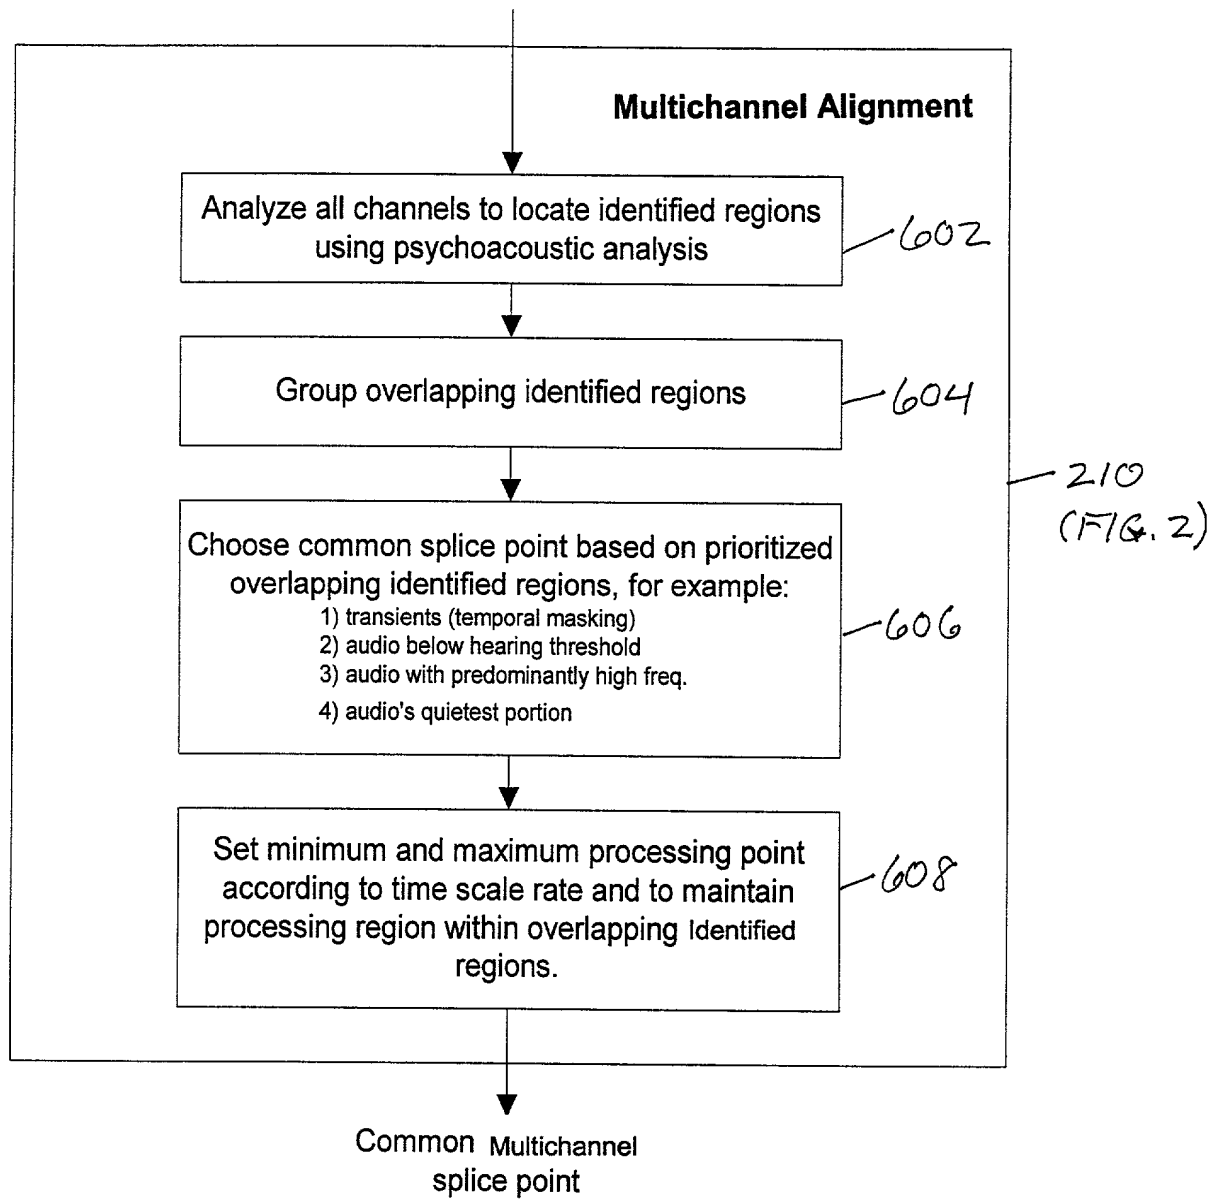 Multichannel Alignment
Analyze all channels to locate identified regions
using psychoacoustic analysis
602
Group overlapping identified regions
604
210
(FIG. 2)
Choose common splice point based on prioritized
overlapping identified regions, for example:
1) transients (temporal masking)
2) audio below hearing threshold
3) audio with predominantly high freq.
4) audio's quietest portion
606
Set minimum and maximum processing point
according to time scale rate and to maintain
processing region within overlapping Identified
regions.
608
Common Multichannel
splice point